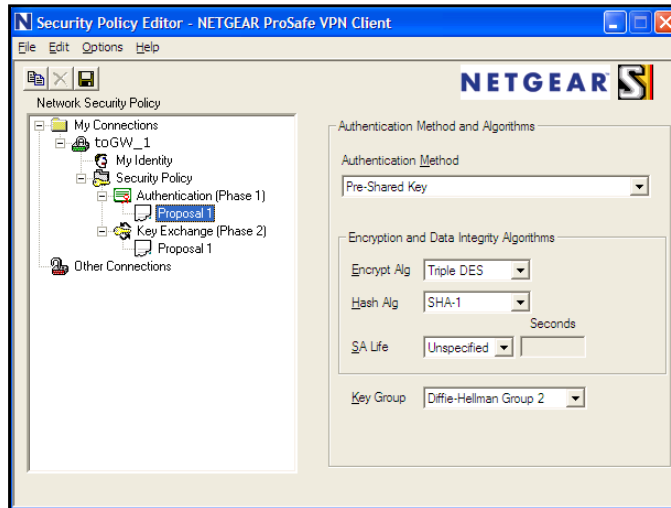 Security Policy Editor - NETGEAR ProSafe VPN Client
File Edit Options Help
NETGEAR
Network Security Policy
My Connections
toGW_1
My Identity
Security Policy
Authentication (Phase 1)
Proposal 1
Key Exchange (Phase 2)
Proposal 1
Other Connections
Authentication Method and Algorithms
Authentication Method
Pre-Shared Key
Encryption and Data Integrity Algorithms
Encrypt Alg Triple DES
Hash Alg SHA-1
Seconds
SA Life Unspecified
Key Group Diffie-Hellman Group 2